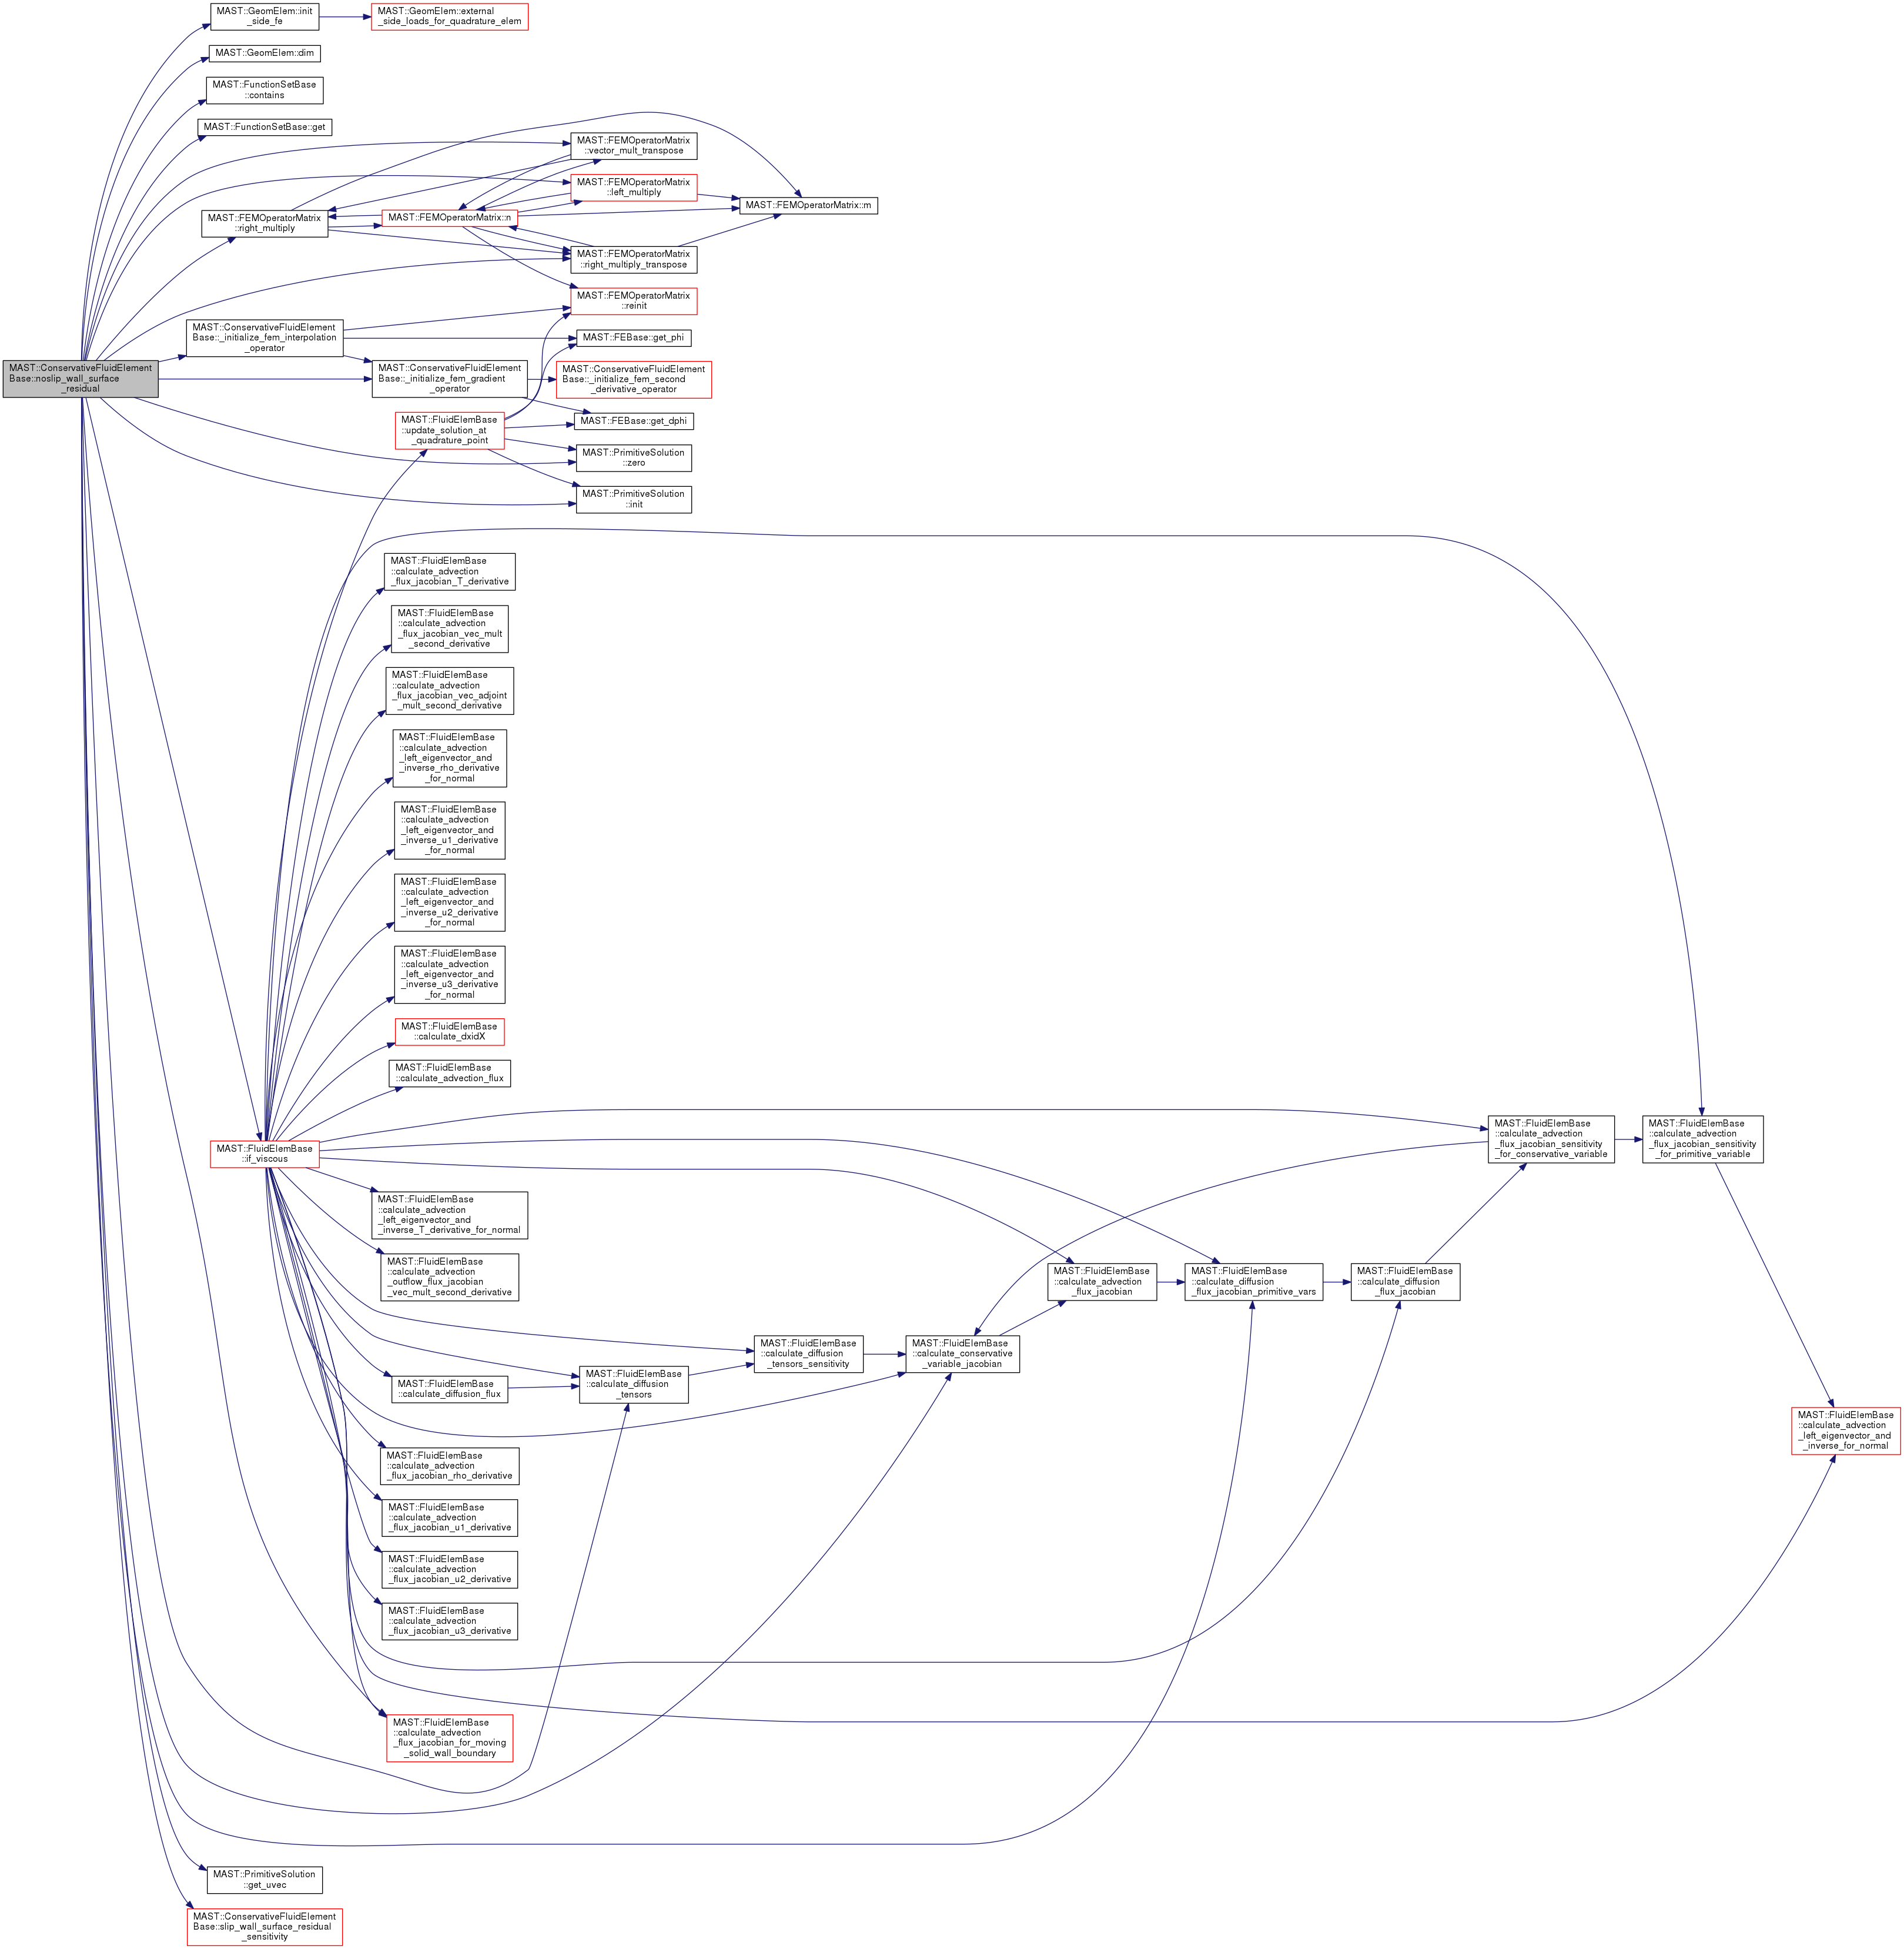 MAST::GeomElem::init
_side_fe
MAST::GeomElem::external
_side_loads_for_quadrature_elem
MAST::GeomElem::dim
MAST::FunctionSetBase
::contains
MAST::FunctionSetBase::get
MAST::FEMOperatorMatrix
::vector_mult_transpose
MAST::FEMOperatorMatrix
::left_multiply
MAST::FEMOperatorMatrix::m
MAST::FEMOperatorMatrix
::right_multiply
MAST::FEMOperatorMatrix::n
MAST::FEMOperatorMatrix
::right_multiply_transpose
MAST::FEMOperatorMatrix
::reinit
MAST::ConservativeFluidElement
Base::_initialize_fem_interpolation
_operator
MAST::FEBase::get_phi
MAST::ConservativeFluidElement
Base::noslip_wall_surface
_residual
MAST::ConservativeFluidElement
Base::_initialize_fem_gradient
_operator
MAST::ConservativeFluidElement
Base::_initialize_fem_second
_derivative_operator
MAST::FluidElemBase
::update_solution_at
_quadrature_point
MAST::FEBase::get_dphi
MAST::PrimitiveSolution
::zero
MAST::PrimitiveSolution
::init
MAST::FluidElemBase
::calculate_advection
_flux_jacobian_T_derivative
MAST::FluidElemBase
::calculate_advection
_flux_jacobian_vec_mult
_second_derivative
MAST::FluidElemBase
::calculate_advection
_flux_jacobian_vec_adjoint
_mult_second_derivative
MAST::FluidElemBase
::calculate_advection
_left_eigenvector_and
_inverse_rho_derivative
_for_normal
MAST::FluidElemBase
::calculate_advection
_left_eigenvector_and
_inverse_u1_derivative
_for_normal
MAST::FluidElemBase
::calculate_advection
_left_eigenvector_and
_inverse_u2_derivative
_for_normal
MAST::FluidElemBase
::calculate_advection
_left_eigenvector_and
_inverse_u3_derivative
_for_normal
MAST::FluidElemBase
::calculate_dxidX
MAST::FluidElemBase
::calculate_advection_flux
MAST::FluidElemBase
::if_viscous
MAST::FluidElemBase
::calculate_advection
_flux_jacobian_sensitivity
_for_conservative_variable
MAST::FluidElemBase
::calculate_advection
_flux_jacobian_sensitivity
_for_primitive_variable
MAST::FluidElemBase
::calculate_advection
_left_eigenvector_and
_inverse_T_derivative_for_normal
MAST::FluidElemBase
::calculate_advection
_outflow_flux_jacobian
_vec_mult_second_derivative
MAST::FluidElemBase
::calculate_advection
_flux_jacobian
MAST::FluidElemBase
::calculate_diffusion
_flux_jacobian_primitive_vars
MAST::FluidElemBase
::calculate_diffusion
_flux_jacobian
MAST::FluidElemBase
::calculate_diffusion
_tensors_sensitivity
MAST::FluidElemBase
::calculate_conservative
_variable_jacobian
MAST::FluidElemBase
::calculate_diffusion_flux
MAST::FluidElemBase
::calculate_diffusion
_tensors
MAST::FluidElemBase
::calculate_advection
_left_eigenvector_and
_inverse_for_normal
MAST::FluidElemBase
::calculate_advection
_flux_jacobian_rho_derivative
MAST::FluidElemBase
::calculate_advection
_flux_jacobian_u1_derivative
MAST::FluidElemBase
::calculate_advection
_flux_jacobian_u2_derivative
MAST::FluidElemBase
::calculate_advection
_flux_jacobian_u3_derivative
MAST::FluidElemBase
::calculate_advection
_flux_jacobian_for_moving
_solid_wall_boundary
MAST::PrimitiveSolution
::get_uvec
MAST::ConservativeFluidElement
Base::slip_wall_surface_residual
_sensitivity